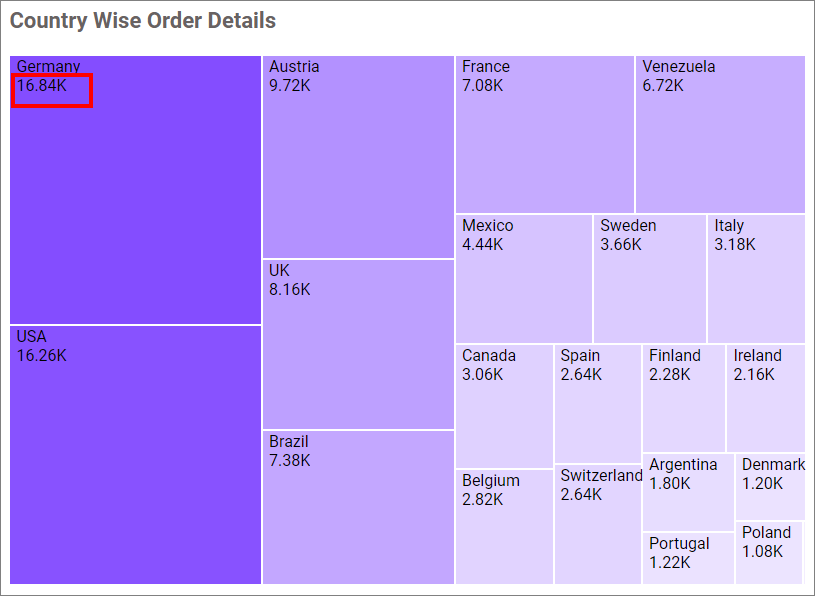 Country Wise Order Details
Germany
16.84K
USA
16.26K
Austria
9.72K
UK
8.16K
Brazil
7.38K
France
7.08K
Venezuela
6.72K
Mexico
4.44K
Sweden
3.66K
Italy
3.18K
Canada
3.06K
Belgium
2.82K
Spain
2.64K
Switzerland
2.64K
Finland
2.28K
Ireland
2.16K
Argentina
1.80K
Portugal
1.22K
Denmark
1.20K
Poland
1.08K